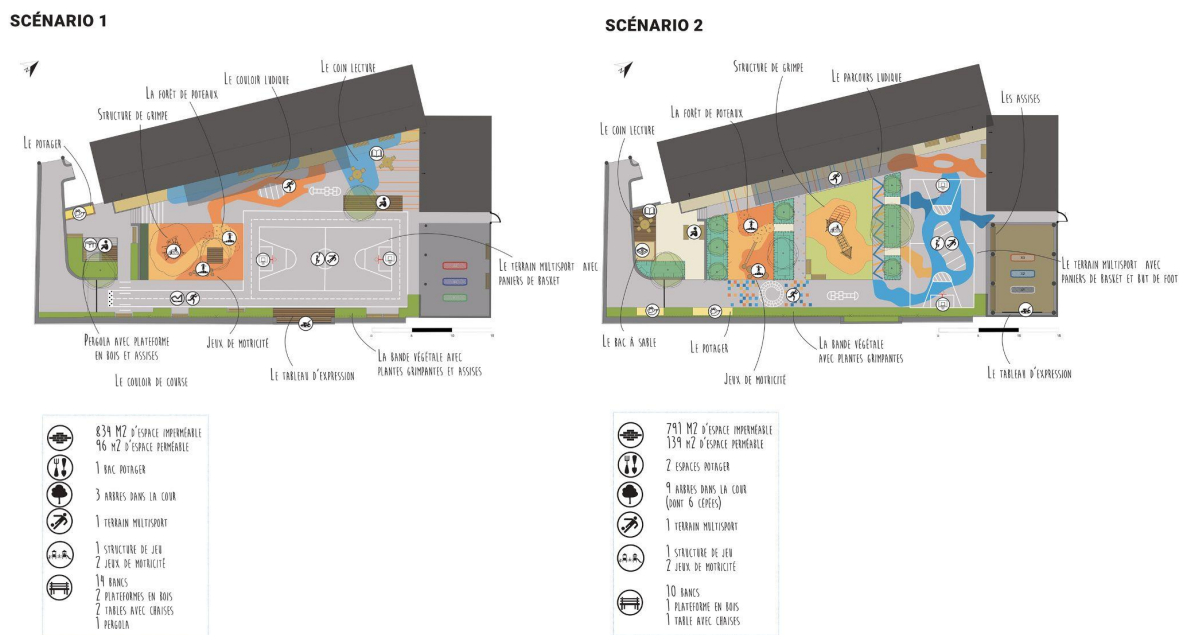 SCÉNARIO 1
LE COIN LECTURE
LE COULOIR LUDIQUE
LA FORÊT DE POTEAUX
STRUCTURE DE GRIMPE
LE POTAGER
LE TERRAIN MULTISPORT AVEC
PANIERS DE BASKET
PERGOLA AVEC PLATEFORME
EN BOIS ET ASSISES
JEUX DE MOTRICITÉ
LA BANDE VÉGÉTALE AVEC
PLANTES GRIMPANTES ET ASSISES
LE TABLEAU D'EXPRESSION
LE COULOIR DE COURSE
839 M2 D'ESPACE IMPERMÉABLE
96 M2 D'ESPACE PERMÉABLE
1 BAC POTAGER
3 ARBRES DANS LA COUR
1 TERRAIN MULTISPORT
1 STRUCTURE DE JEU
2 JEUX DE MOTRICITÉ
14 BANCS
2 PLATEFORMES EN BOIS
2 TABLES AVEC CHAISES
1 PERGOLA
SCÉNARIO 2
STRUCTURE DE GRIMPE
LE PARCOURS LUDIQUE
LES ASSISES
LA FORÊT DE POTEAUX
LE COIN LECTURE
LE TERRAIN MULTISPORT AVEC
PANIERS DE BASKET ET BUT DE FOOT
LE BAC À SABLE
LE POTAGER
LA BANDE VÉGÉTALE
AVEC PLANTES GRIMPANTES
JEUX DE MOTRICITÉ
LE TABLEAU D'EXPRESSION
791 M2 D'ESPACE IMPERMÉABLE
139 M2 D'ESPACE PERMÉABLE
2 ESPACES POTAGER
9 ARBRES DANS LA COUR
(DONT 6 CÉPÉES)
1 TERRAIN MULTISPORT
1 STRUCTURE DE JEU
2 JEUX DE MOTRICITÉ
10 BANCS
1 PLATEFORME EN BOIS
1 TABLE AVEC CHAISES